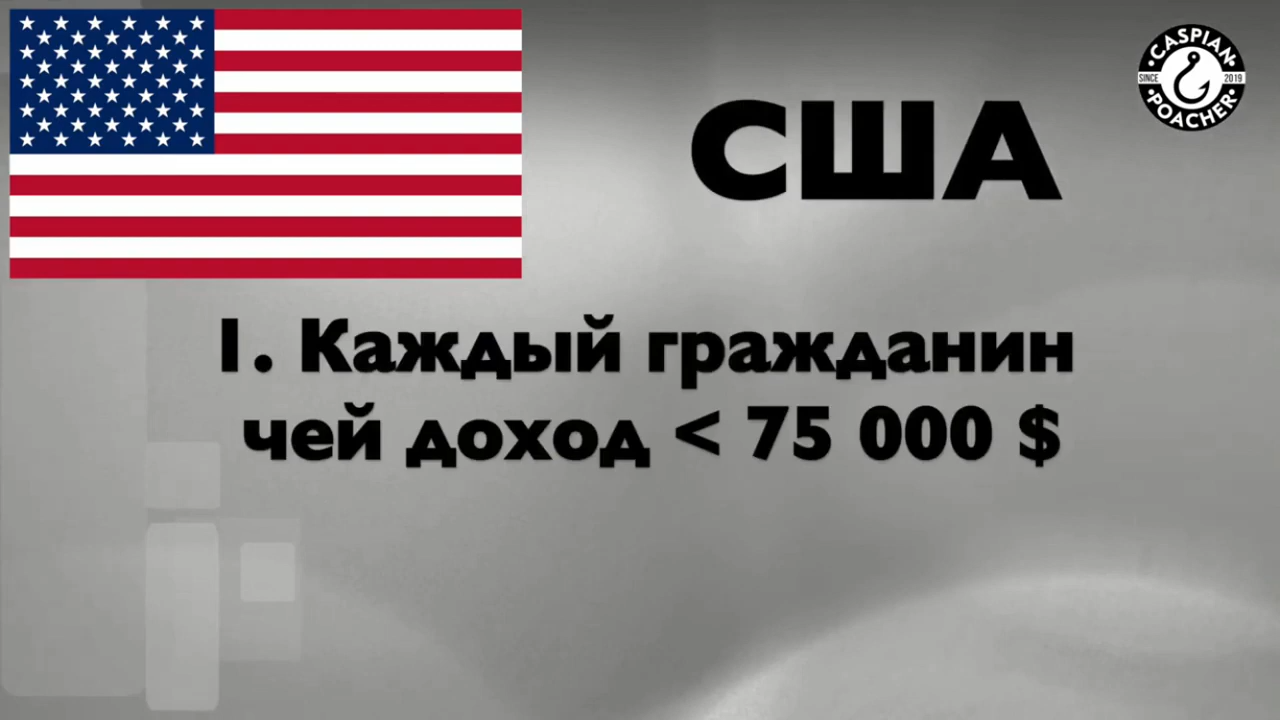 США
CASPIAN
SINCE 2019
POACHER
1. Каждый гражданин
чей доход < 75 000 $